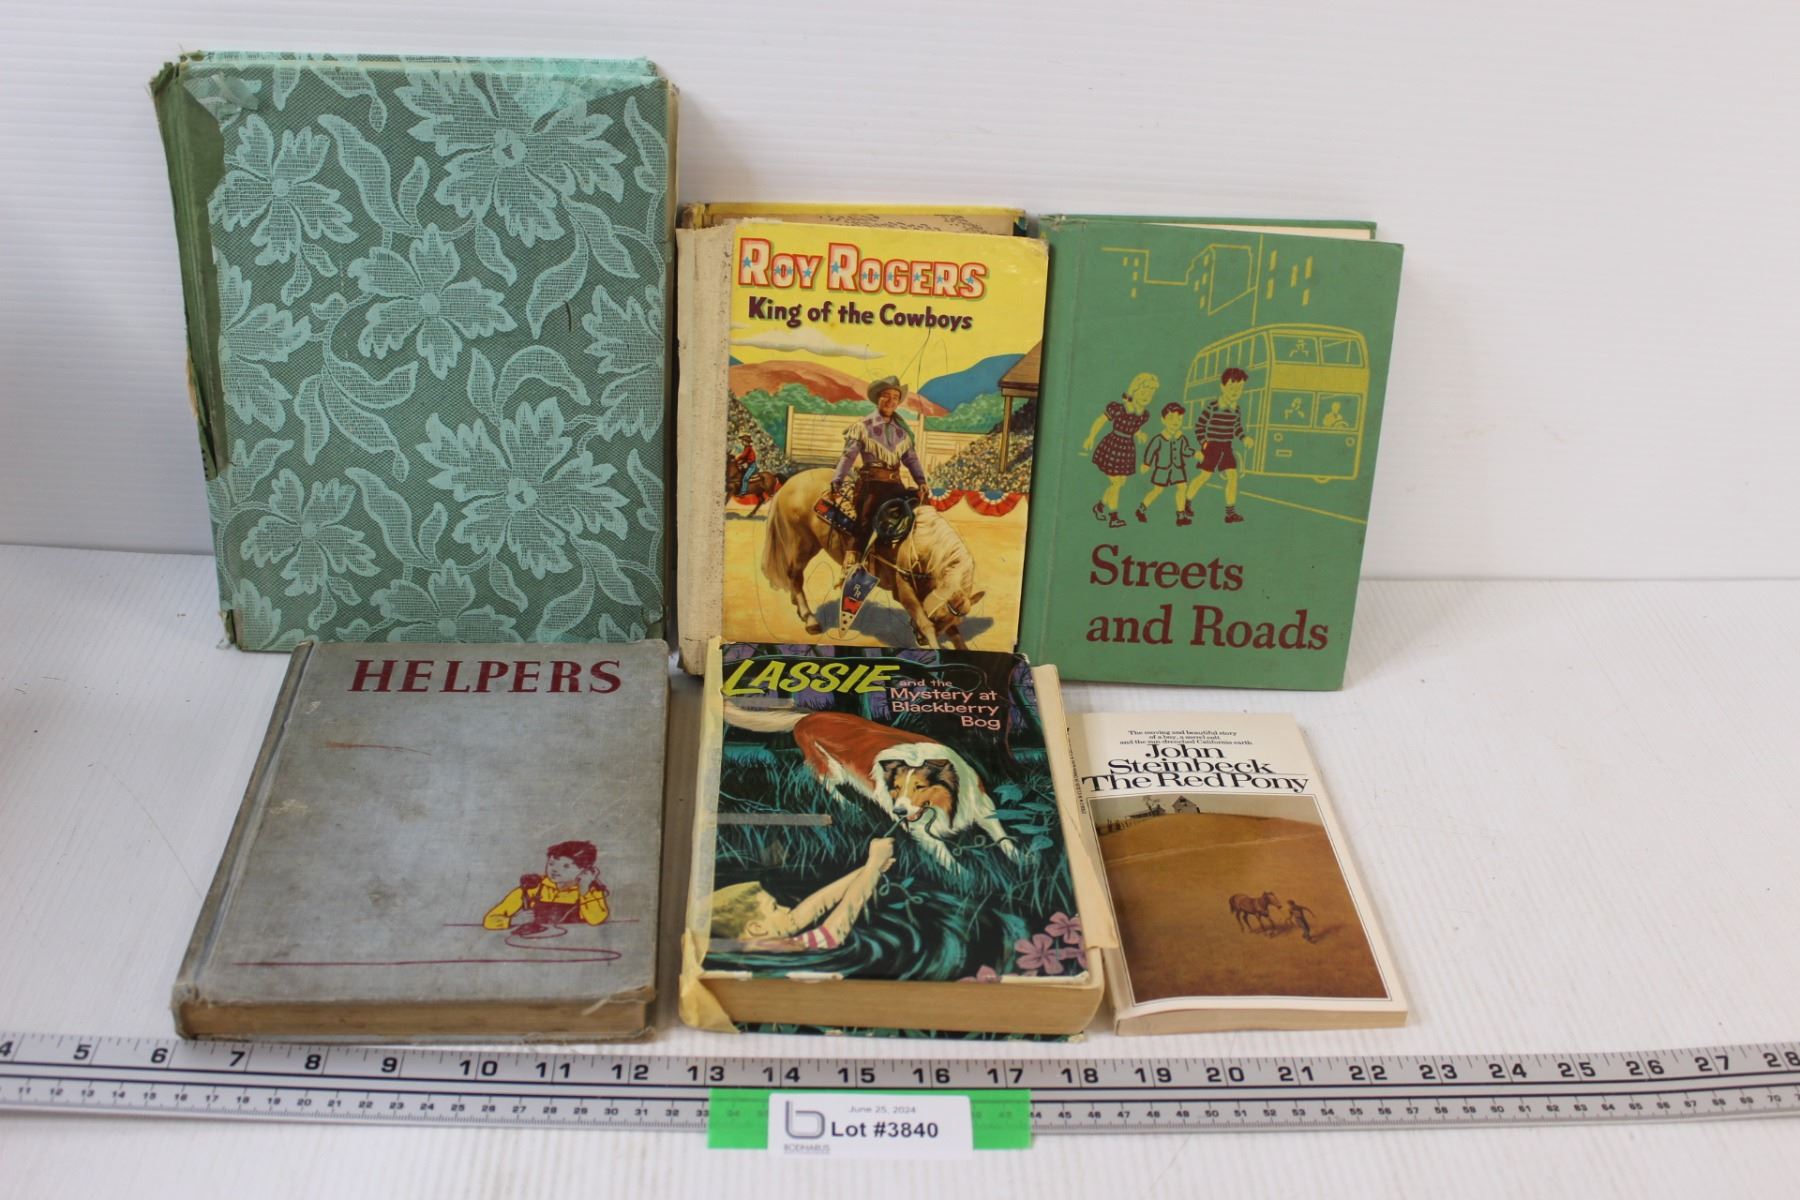 ROY ROGERS
King of the Cowboys
RR
Streets
and Roads
HELPERS
LASSIE and the
Mystery at
Blackberry
Bog
The moving and beautiful story
of a boy, a sorrel colt
and the sun-drenched California earth
John
Steinbeck
The Red Pony
4 5 6 7 8 9 10 11 12 13 14 15 16 17 18 19 20 21 22 23 24 25 26 27 28
June 25, 2024
Lot #3840
BODNARUS